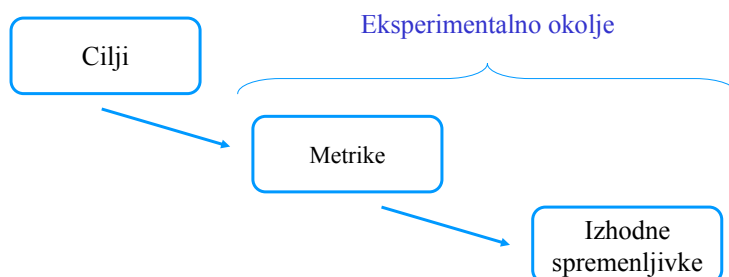 Eksperimentalno okolje
Cilji
Metrike
Izhodne
spremenljivke